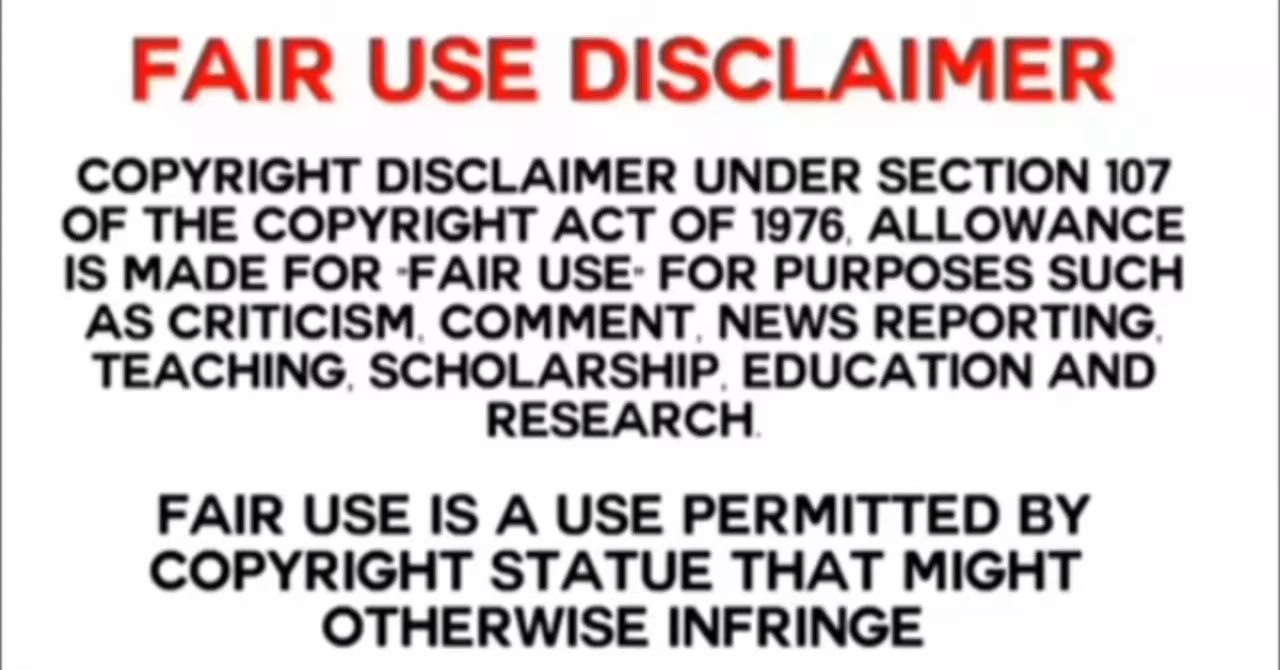 FAIR USE DISCLAIMER
COPYRIGHT DISCLAIMER UNDER SECTION 107
OF THE COPYRIGHT ACT OF 1976, ALLOWANCE
IS MADE FOR "FAIR USE" FOR PURPOSES SUCH
AS CRITICISM, COMMENT, NEWS REPORTING,
TEACHING, SCHOLARSHIP, EDUCATION AND
RESEARCH.
FAIR USE IS A USE PERMITTED BY
COPYRIGHT STATUE THAT MIGHT
OTHERWISE INFRINGE